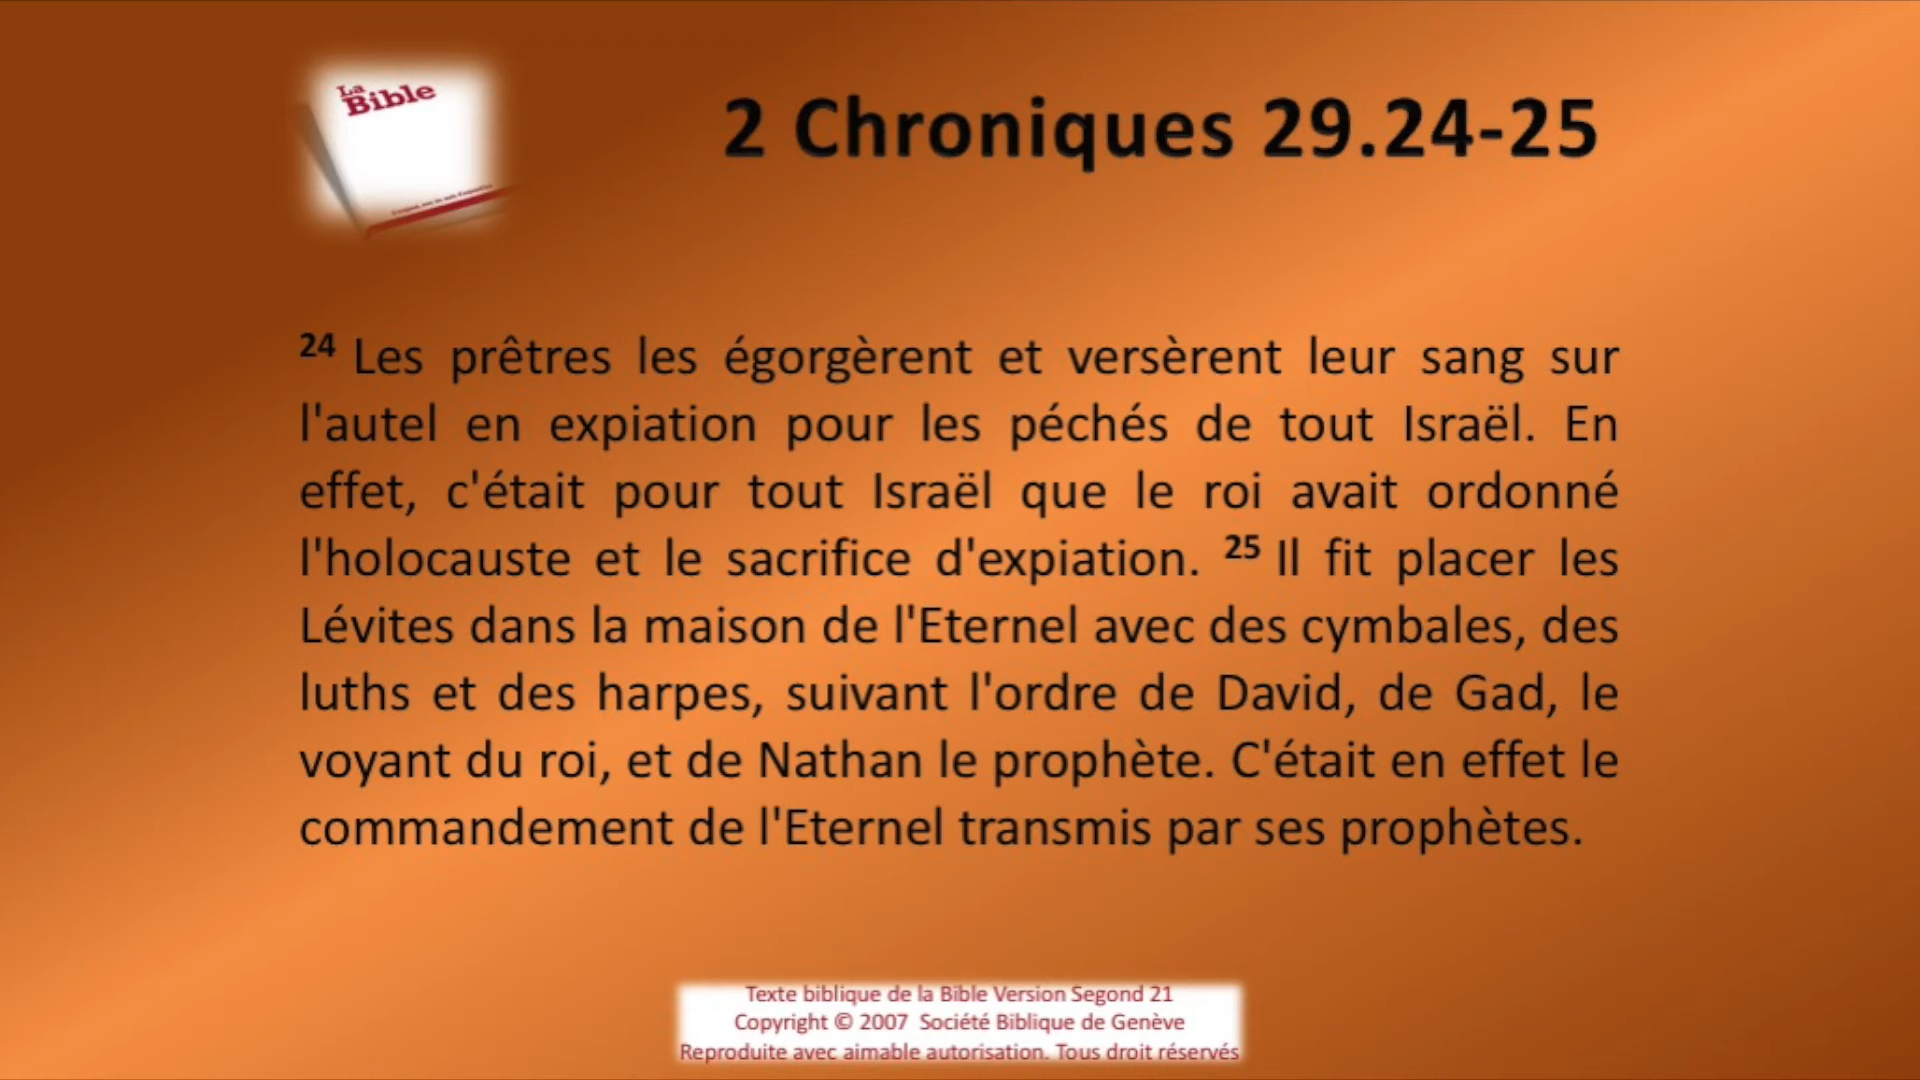 La
Bible
2 Chroniques 29.24-25
24 Les prêtres les égorgèrent et versèrent leur sang sur
l'autel en expiation pour les péchés de tout Israël. En
effet, c'était pour tout Israël que le roi avait ordonné
l'holocauste et le sacrifice d'expiation. 25 Il fit placer les
Lévites dans la maison de l'Eternel avec des cymbales, des
luths et des harpes, suivant l'ordre de David, de Gad, le
voyant du roi, et de Nathan le prophète. C'était en effet le
commandement de l'Eternel transmis par ses prophètes.
Texte biblique de la Bible Version Segond 21
Copyright © 2007 Société Biblique de Genève
Reproduite avec aimable autorisation. Tous droit réservés